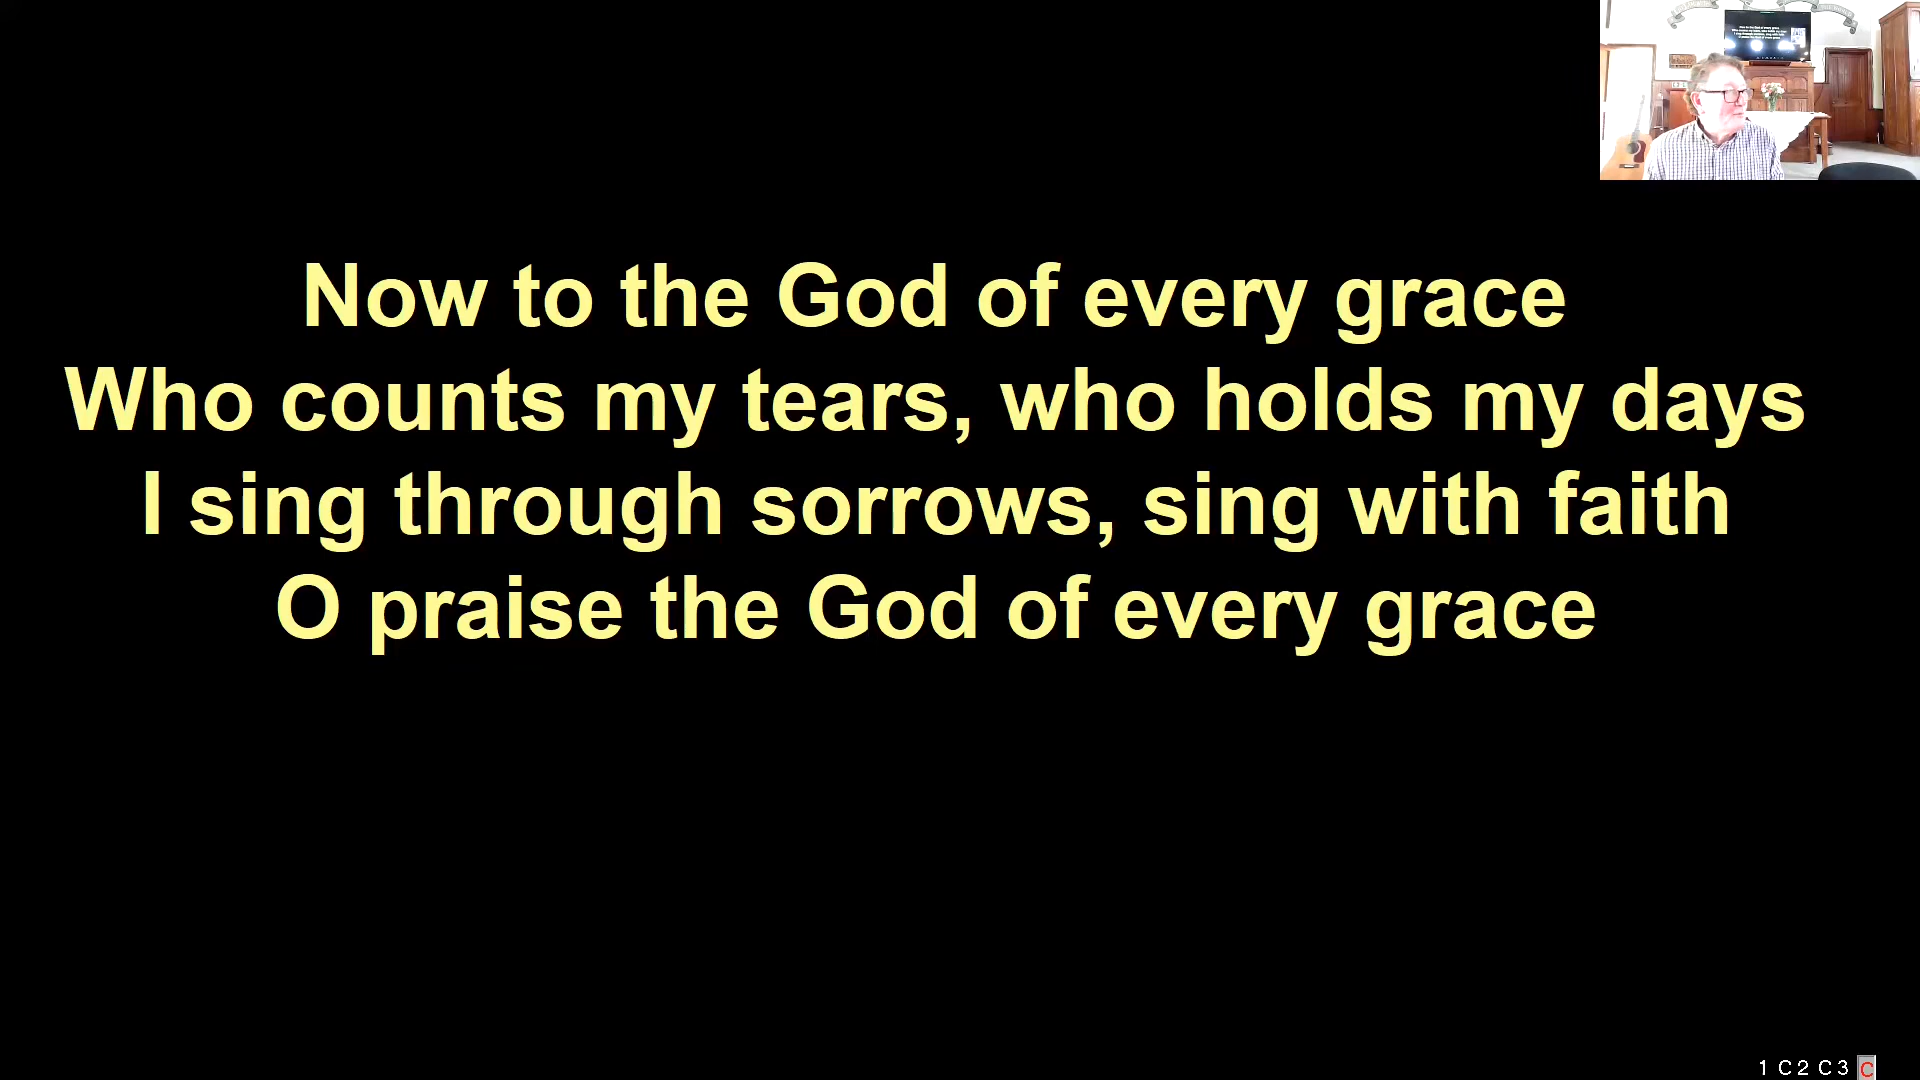 Now to the God of every grace
Who counts my tears, who holds my days
I sing through sorrows, sing with faith
O praise the God of every grace
1 C 2 C 3 C